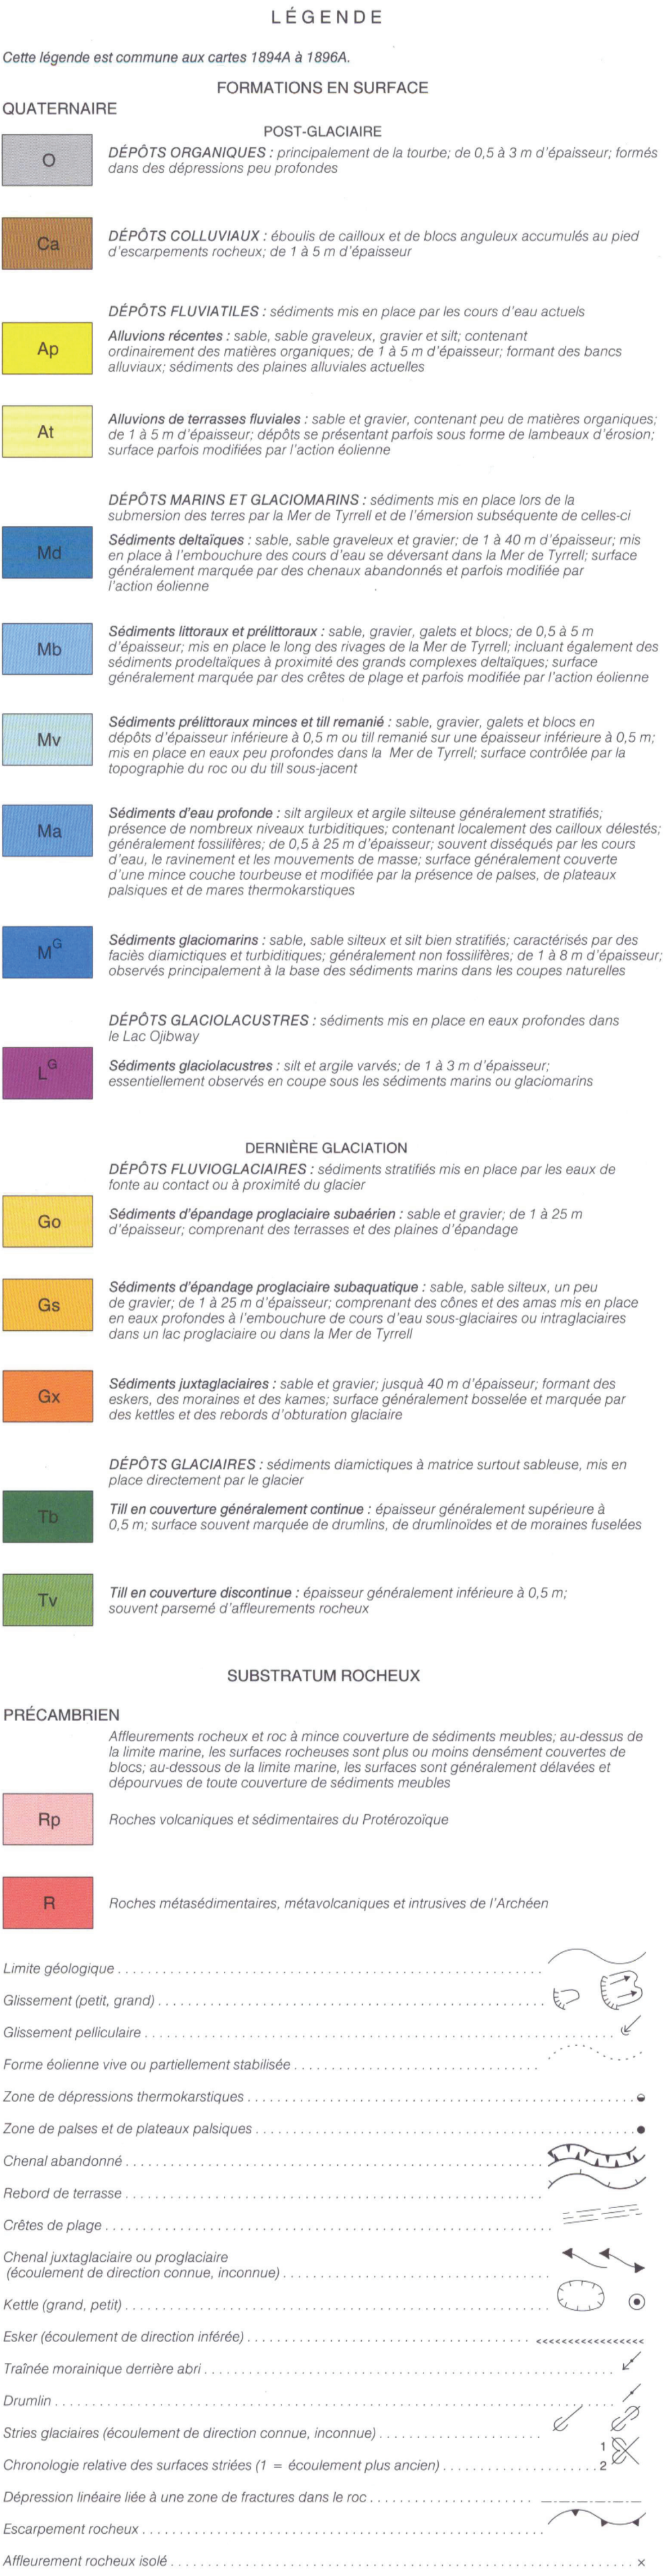 LÉGENDE
Cette légende est commune aux cartes 1894A à 1896A.
FORMATIONS EN SURFACE
QUATERNAIRE
POST-GLACIAIRE
O
DÉPÔTS ORGANIQUES : principalement de la tourbe; de 0,5 à 3 m d'épaisseur; formés
dans des dépressions peu profondes
Ca
DÉPÔTS COLLUVIAUX : éboulis de cailloux et de blocs anguleux accumulés au pied
d'escarpements rocheux; de 1 à 5 m d'épaisseur
DÉPÔTS FLUVIATILES : sédiments mis en place par les cours d'eau actuels
Ap
Alluvions récentes : sable, sable graveleux, gravier et silt; contenant
ordinairement des matières organiques; de 1 à 5 m d'épaisseur; formant des bancs
alluviaux; sédiments des plaines alluviales actuelles
At
Alluvions de terrasses fluviales : sable et gravier, contenant peu de matières organiques;
de 1 à 5 m d'épaisseur; dépôts se présentant parfois sous forme de lambeaux d'érosion;
surface parfois modifiées par l'action éolienne
DÉPÔTS MARINS ET GLACIOMARINS : sédiments mis en place lors de la
submersion des terres par la Mer de Tyrrell et de l'émersion subséquente de celles-ci
Md
Sédiments deltaïques : sable, sable graveleux et gravier; de 1 à 40 m d'épaisseur; mis
en place à l'embouchure des cours d'eau se déversant dans la Mer de Tyrrell; surface
généralement marquée par des chenaux abandonnés et parfois modifiée par
l'action éolienne
Mb
Sédiments littoraux et prélittoraux : sable, gravier, galets et blocs; de 0,5 à 5 m
d'épaisseur; mis en place le long des rivages de la Mer de Tyrrell; incluant également des
sédiments prodeltaïques à proximité des grands complexes deltaïques; surface
généralement marquée par des crêtes de plage et parfois modifiée par l'action éolienne
Mv
Sédiments prélittoraux minces et till remanié : sable, gravier, galets et blocs en
dépôts d'épaisseur inférieure à 0,5 m ou till remanié sur une épaisseur inférieure à 0,5 m;
mis en place en eaux peu profondes dans la Mer de Tyrrell; surface contrôlée par la
topographie du roc ou du till sous-jacent
Ma
Sédiments d'eau profonde : silt argileux et argile silteuse généralement stratifiés;
présence de nombreux niveaux turbiditiques; contenant localement des cailloux délestés;
généralement fossilifères; de 0,5 à 25 m d'épaisseur; souvent disséqués par les cours
d'eau, le ravinement et les mouvements de masse; surface généralement couverte
d'une mince couche tourbeuse et modifiée par la présence de palses, de plateaux
palsiques et de mares thermokarstiques
MG
Sédiments glaciomarins : sable, sable silteux et silt bien stratifiés; caractérisés par des
faciès diamictiques et turbiditiques; généralement non fossilifères; de 1 à 8 m d'épaisseur;
observés principalement à la base des sédiments marins dans les coupes naturelles
DÉPÔTS GLACIOLACUSTRES : sédiments mis en place en eaux profondes dans
le Lac Ojibway
LG
Sédiments glaciolacustres : silt et argile varvés; de 1 à 3 m d'épaisseur;
essentiellement observés en coupe sous les sédiments marins ou glaciomarins
DERNIÈRE GLACIATION
DÉPÔTS FLUVIOGLACIAIRES : sédiments stratifiés mis en place par les eaux de
fonte au contact ou à proximité du glacier
Go
Sédiments d'épandage proglaciaire subaérien : sable et gravier; de 1 à 25 m
d'épaisseur; comprenant des terrasses et des plaines d'épandage
Gs
Sédiments d'épandage proglaciaire subaquatique : sable, sable silteux, un peu
de gravier; de 1 à 25 m d'épaisseur; comprenant des cônes et des amas mis en place
en eaux profondes à l'embouchure de cours d'eau sous-glaciaires ou intraglaciaires
dans un lac proglaciaire ou dans la Mer de Tyrrell
Gx
Sédiments juxtaglaciaires : sable et gravier; jusquà 40 m d'épaisseur; formant des
eskers, des moraines et des kames; surface généralement bosselée et marquée par
des kettles et des rebords d'obturation glaciaire
DÉPÔTS GLACIAIRES : sédiments diamictiques à matrice surtout sableuse, mis en
place directement par le glacier
Tb
Till en couverture généralement continue : épaisseur généralement supérieure à
0,5 m; surface souvent marquée de drumlins, de drumlinoïdes et de moraines fuselées
Tv
Till en couverture discontinue : épaisseur généralement inférieure à 0,5 m;
souvent parsemé d'affleurements rocheux
SUBSTRATUM ROCHEUX
PRÉCAMBRIEN
Affleurements rocheux et roc à mince couverture de sédiments meubles; au-dessus de
la limite marine, les surfaces rocheuses sont plus ou moins densément couvertes de
blocs; au-dessous de la limite marine, les surfaces sont généralement délavées et
dépourvues de toute couverture de sédiments meubles
Rp
Roches volcaniques et sédimentaires du Protérozoïque
R
Roches métasédimentaires, métavolcaniques et intrusives de l'Archéen
Limite géologique
Glissement (petit, grand)
Glissement pelliculaire
Forme éolienne vive ou partiellement stabilisée
Zone de dépressions thermokarstiques
Zone de palses et de plateaux palsiques
Chenal abandonné
Rebord de terrasse
Crêtes de plage
Chenal juxtaglaciaire ou proglaciaire
(écoulement de direction connue, inconnue)
Kettle (grand, petit)
Esker (écoulement de direction inférée)
Traînée morainique derrière abri
Drumlin
Stries glaciaires (écoulement de direction connue, inconnue)
Chronologie relative des surfaces striées (1 = écoulement plus ancien)
1
2
Dépression linéaire liée à une zone de fractures dans le roc
Escarpement rocheux
Affleurement rocheux isolé